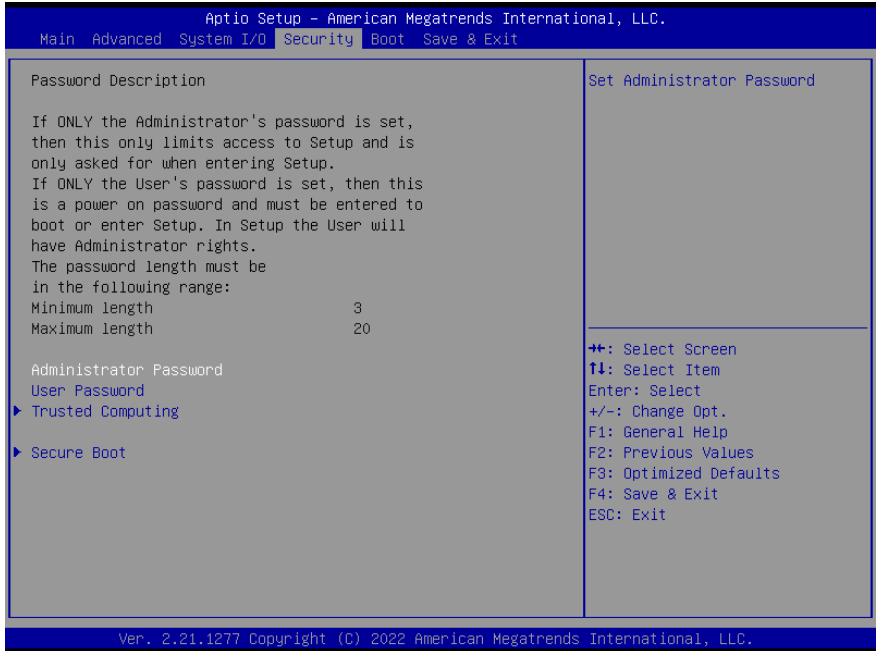 Aptio Setup – American Megatrends International, LLC.
Main Advanced System I/O Security Boot Save & Exit
Password Description
If ONLY the Administrator's password is set,
then this only limits access to Setup and is
only asked for when entering Setup.
If ONLY the User's password is set, then this
is a power on password and must be entered to
boot or enter Setup. In Setup the User will
have Administrator rights.
The password length must be
in the following range:
Minimum length 3
Maximum length 20
Administrator Password
User Password
Trusted Computing
Secure Boot
Set Administrator Password
→←: Select Screen
↑↓: Select Item
Enter: Select
+/-: Change Opt.
F1: General Help
F2: Previous Values
F3: Optimized Defaults
F4: Save & Exit
ESC: Exit
Ver. 2.21.1277 Copyright (C) 2022 American Megatrends International, LLC.